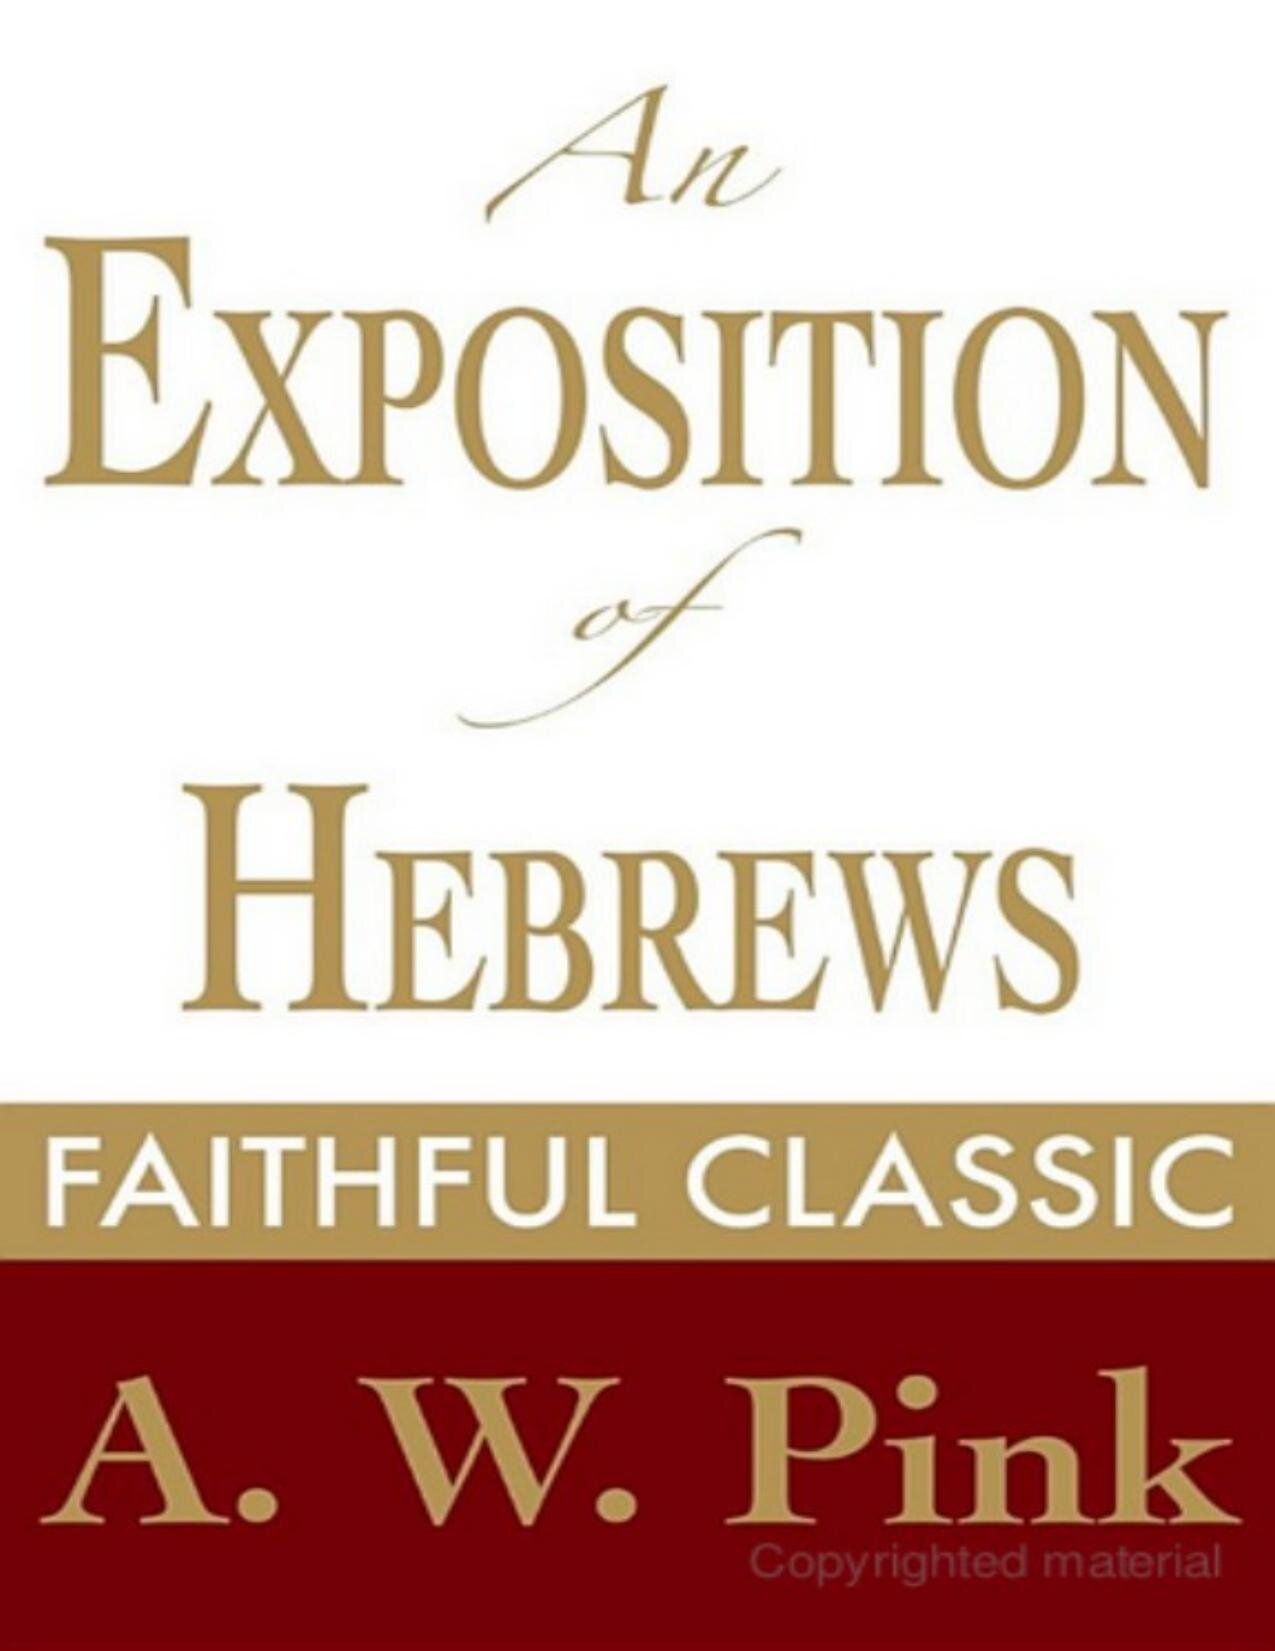 An
EXPOSITION
of
HEBREWS
FAITHFUL CLASSIC
A. W. Pink
Copyrighted material